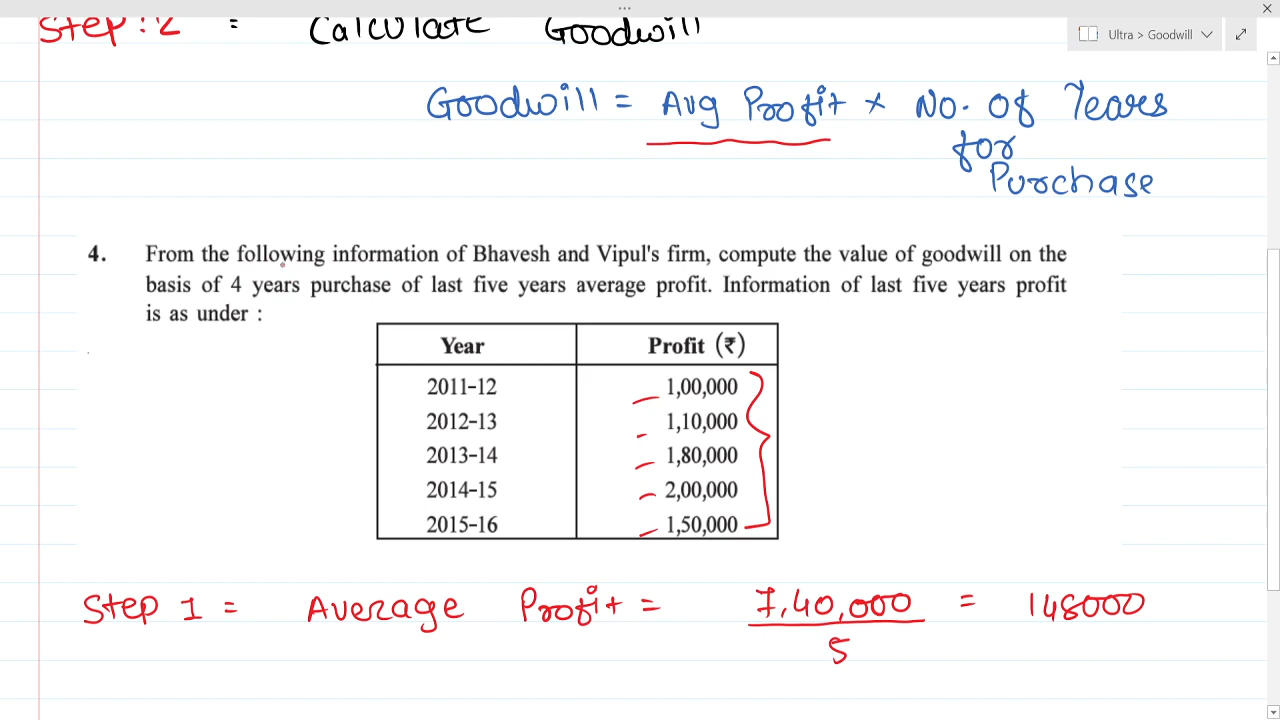 Step: 2 = Calculate Goodwill
Ultra > Goodwill
Goodwill = Avg Profit × No. of Years
for
Purchase
4. From the following information of Bhavesh and Vipul's firm, compute the value of goodwill on the
basis of 4 years purchase of last five years average profit. Information of last five years profit
is as under :
Year Profit (₹)
2011–12 1,00,000
2012–13 1,10,000
2013–14 1,80,000
2014–15 2,00,000
2015–16 1,50,000
Step 1 = Average Profit = 7,40,000 = 148000
5